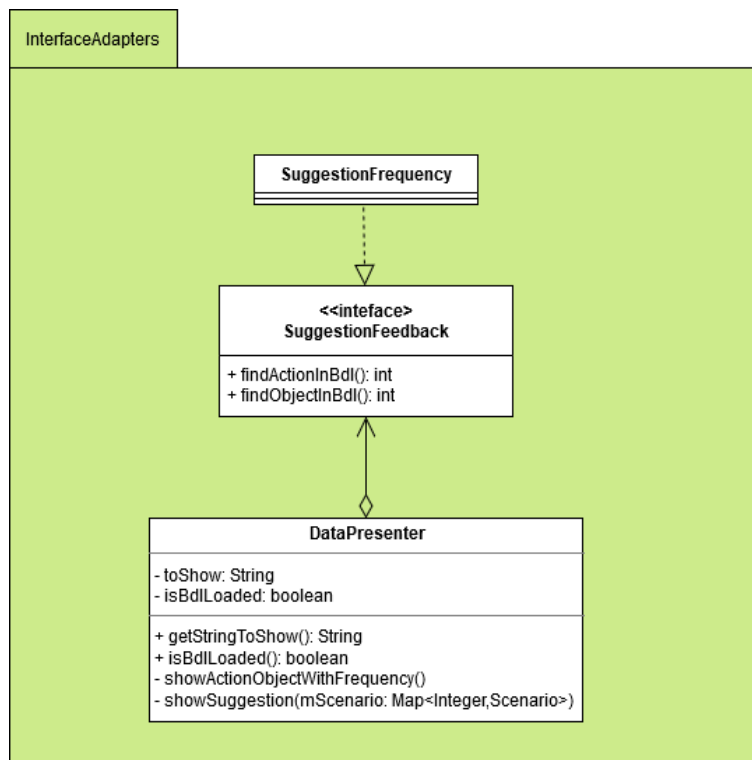 InterfaceAdapters
SuggestionFrequency
<<inteface>
SuggestionFeedback
+ findActionInBdl(): int
+ findObjectInBdl(): int
DataPresenter
- toShow: String
- isBdlLoaded: boolean
+ getStringToShow(): String
+ isBdlLoaded(): boolean
- showActionObjectWithFrequency()
- showSuggestion(mScenario: Map<Integer,Scenario>)